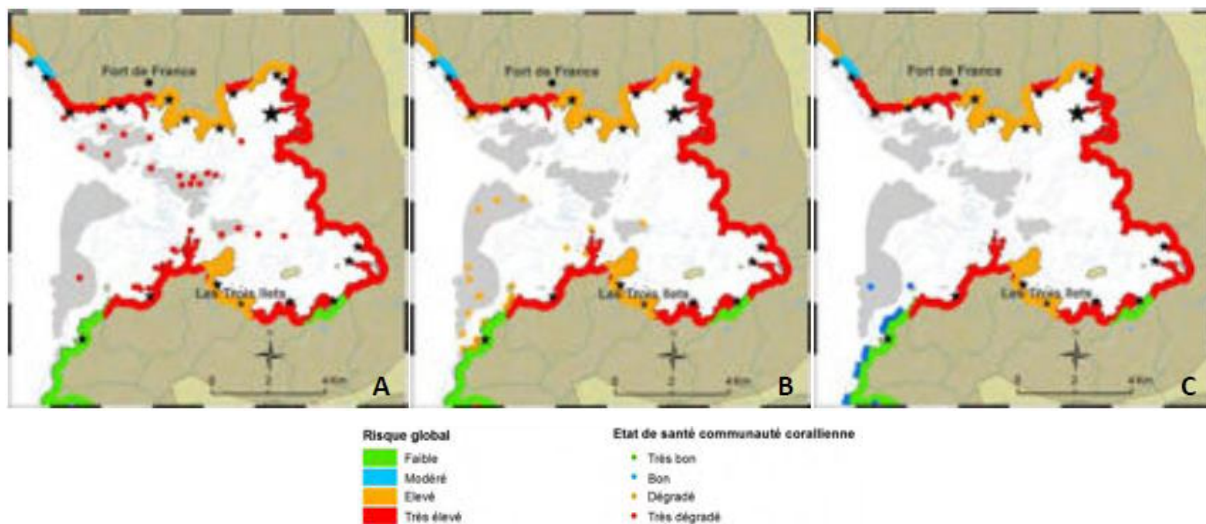 Fort de France
Les Trois Ilets
0 2 4 Km
A
Fort de France
Les Trois Ilets
0 2 4 Km
B
Fort de France
Les Trois Ilets
0 2 4 Km
C
Risque global
Faible
Modéré
Elevé
Très élevé
Etat de santé communauté corallienne
Très bon
Bon
Dégradé
Très dégradé